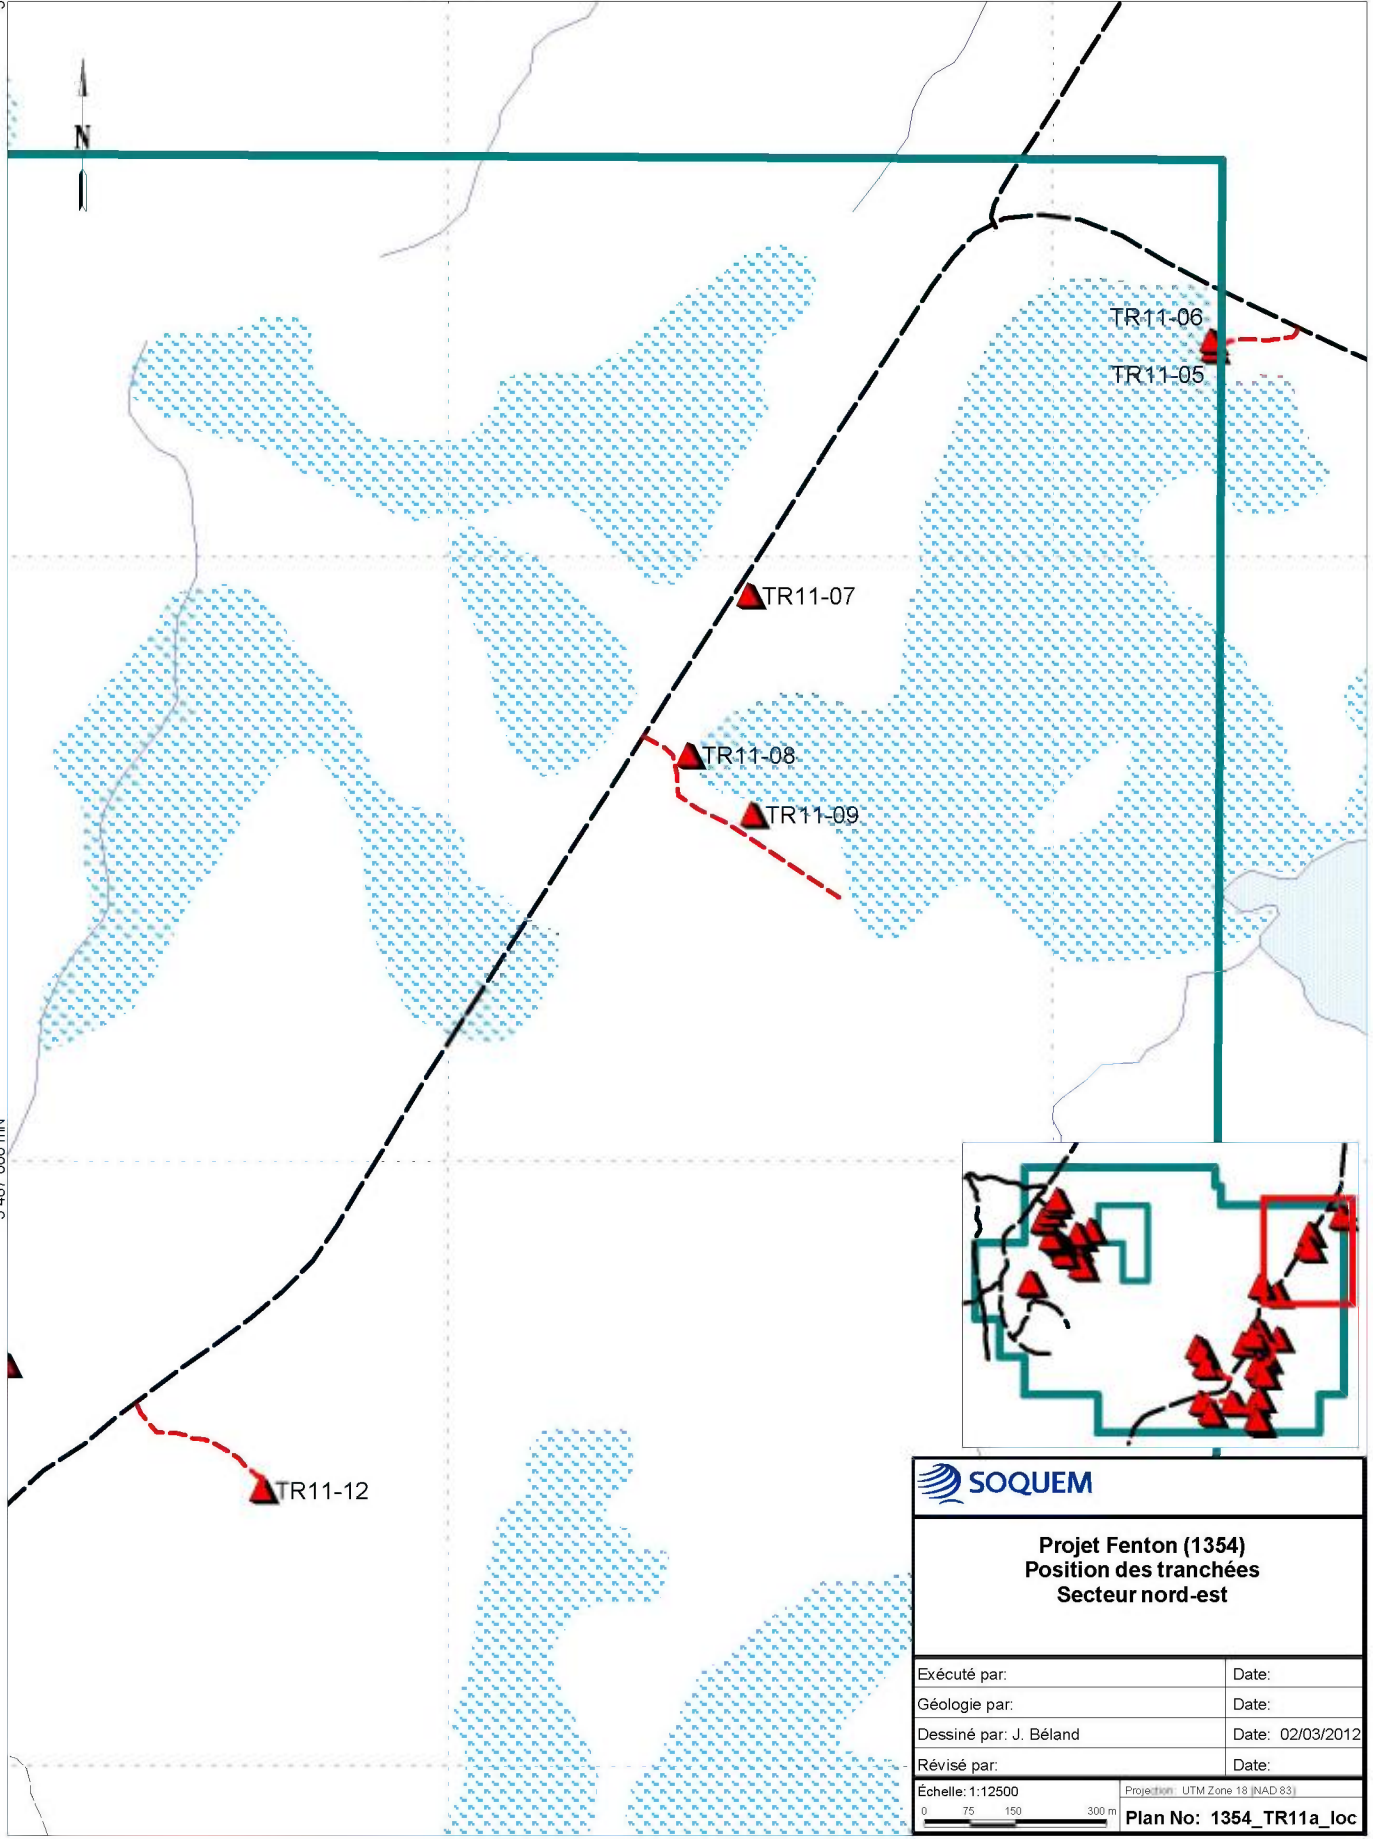 N
TR11-06
TR11-05
TR11-07
TR11-08
TR11-09
TR11-12
SOQUEM
Projet Fenton (1354)
Position des tranchées
Secteur nord-est
Exécuté par: Date:
Géologie par: Date:
Dessiné par: J. Béland Date: 02/03/2012
Révisé par: Date:
Échelle: 1:12500
0 75 150 300 m
Projection: UTM Zone 18 (NAD 83)
Plan No: 1354_TR11a_loc